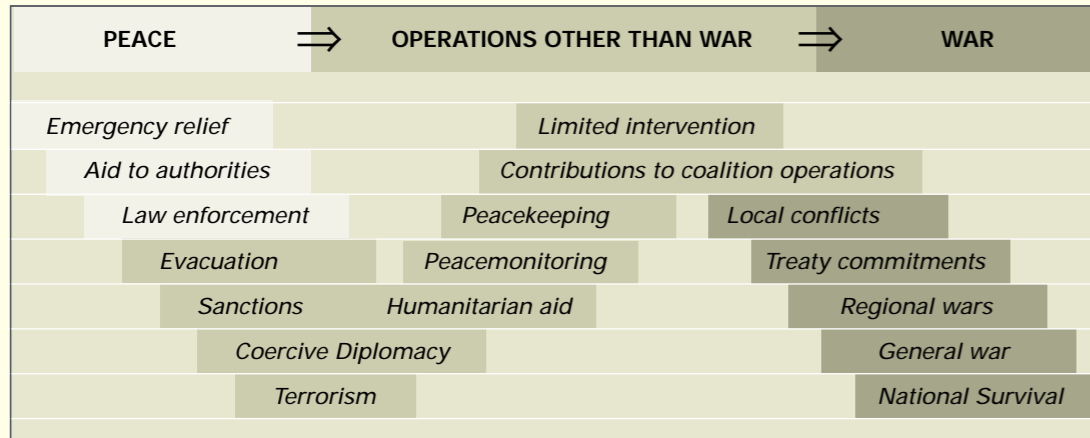 PEACE ⇒ OPERATIONS OTHER THAN WAR ⇒ WAR
Emergency relief Limited intervention
Aid to authorities Contributions to coalition operations
Law enforcement Peacekeeping Local conflicts
Evacuation Peacemonitoring Treaty commitments
Sanctions Humanitarian aid Regional wars
Coercive Diplomacy General war
Terrorism National Survival